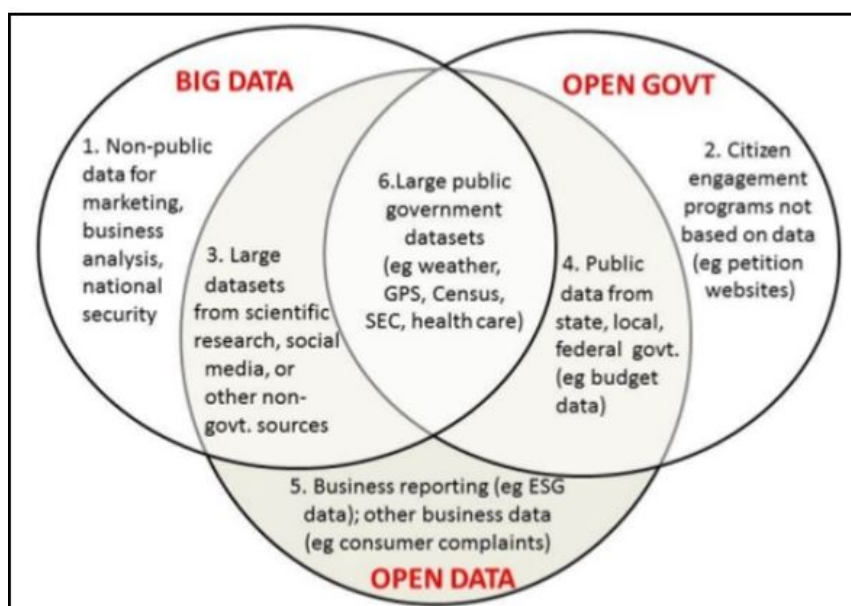 BIG DATA
OPEN GOVT
1. Non-public
data for
marketing,
business
analysis,
national
security
2. Citizen
engagement
programs not
based on data
(eg petition
websites)
3. Large
datasets
from scientific
research, social
media, or
other non-
govt. sources
6.Large public
government
datasets
(eg weather,
GPS, Census,
SEC, health care)
4. Public
data from
state, local,
federal govt.
(eg budget
data)
5. Business reporting (eg ESG
data); other business data
(eg consumer complaints)
OPEN DATA